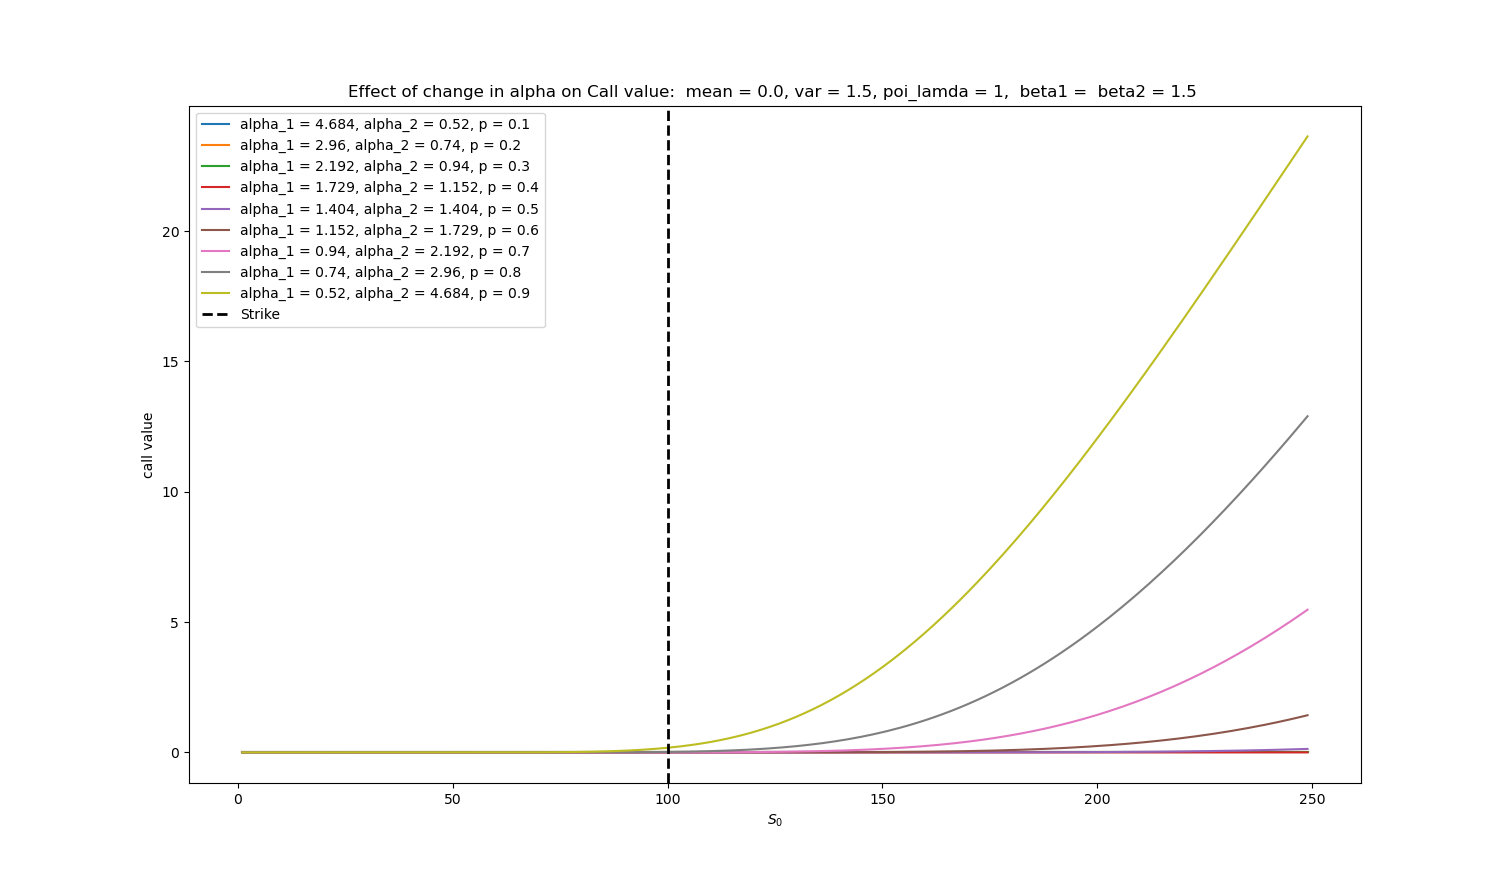 Effect of change in alpha on Call value:  mean = 0.0, var = 1.5, poi_lamda = 1,  beta1 =  beta2 = 1.5
alpha_1 = 4.684, alpha_2 = 0.52, p = 0.1
alpha_1 = 2.96, alpha_2 = 0.74, p = 0.2
alpha_1 = 2.192, alpha_2 = 0.94, p = 0.3
alpha_1 = 1.729, alpha_2 = 1.152, p = 0.4
alpha_1 = 1.404, alpha_2 = 1.404, p = 0.5
alpha_1 = 1.152, alpha_2 = 1.729, p = 0.6
alpha_1 = 0.94, alpha_2 = 2.192, p = 0.7
alpha_1 = 0.74, alpha_2 = 2.96, p = 0.8
alpha_1 = 0.52, alpha_2 = 4.684, p = 0.9
Strike
20
15
10
5
0
call value
0 50 100 150 200 250
S₀